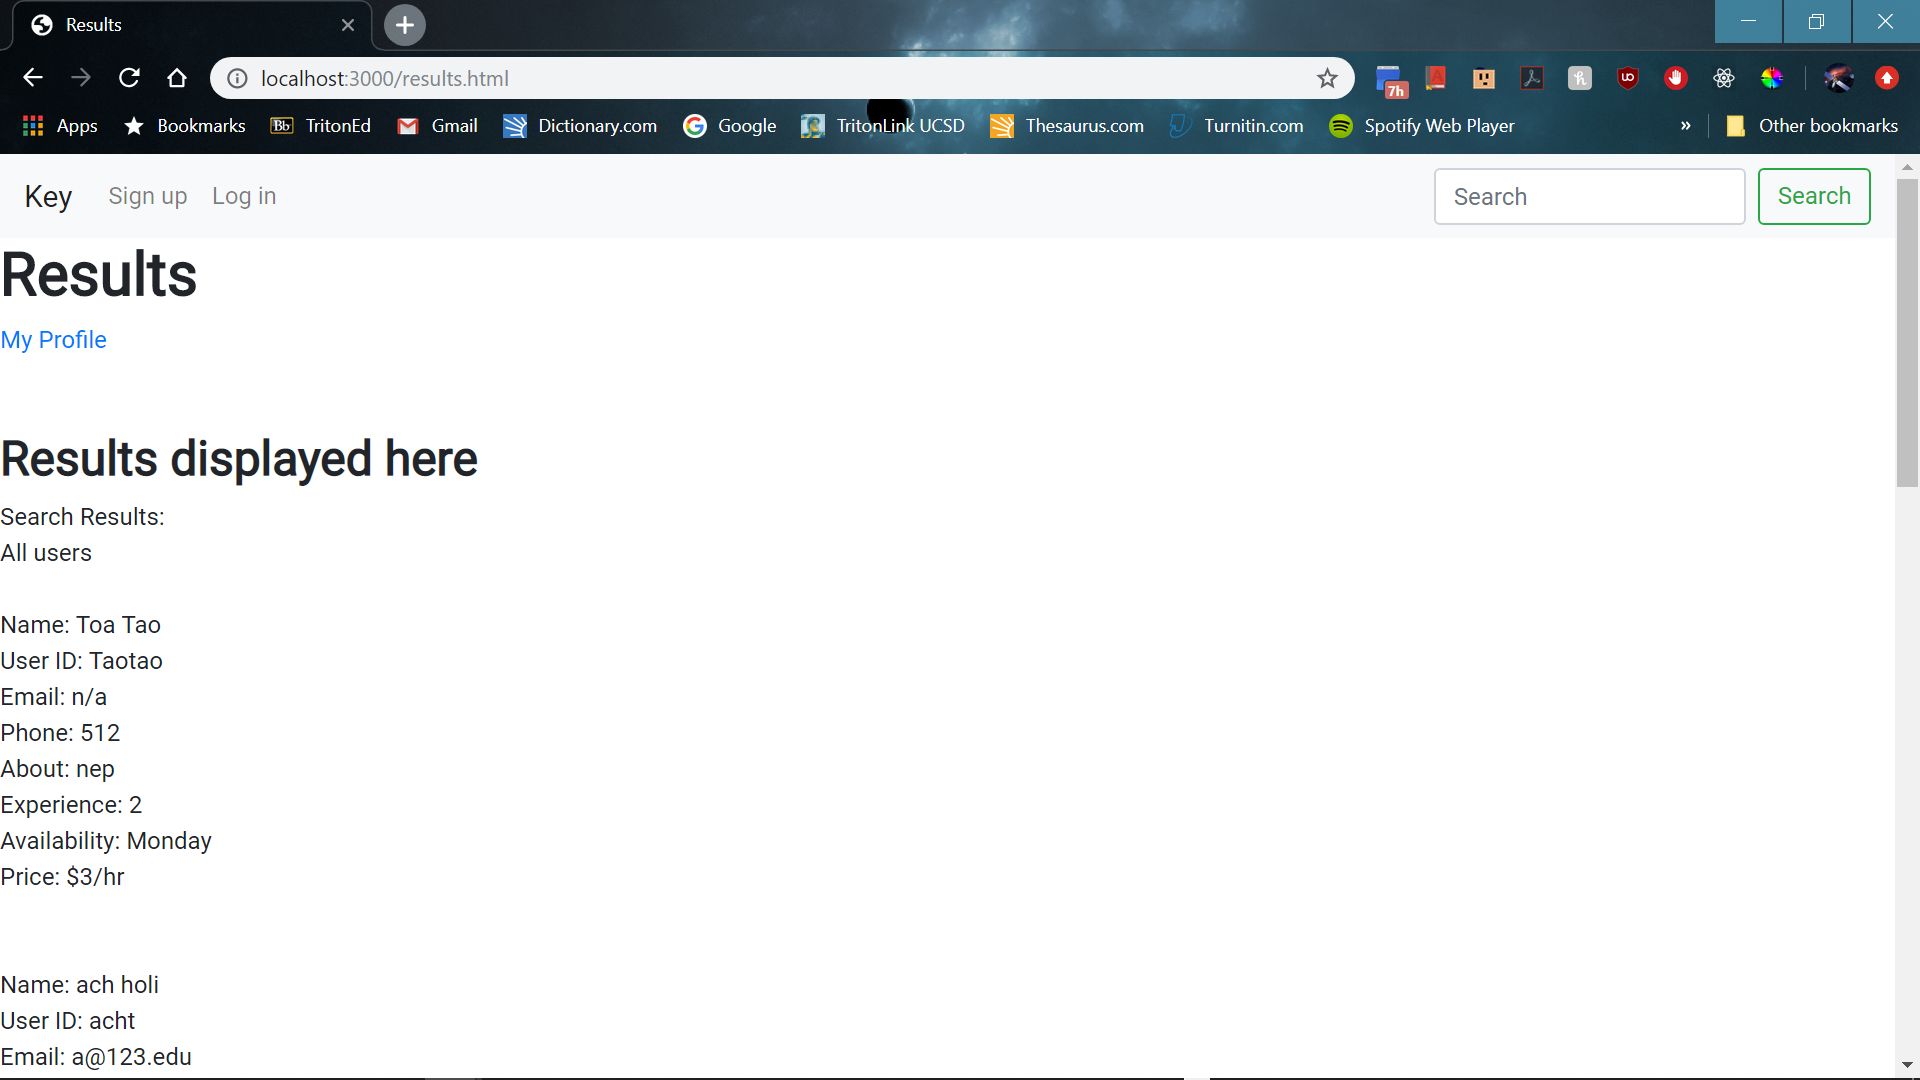 Results
localhost:3000/results.html
7h
Apps Bookmarks Bb TritonEd Gmail Dictionary.com Google TritonLink UCSD Thesaurus.com Turnitin.com Spotify Web Player » Other bookmarks
Key Sign up Log in Search Search
Results
My Profile
Results displayed here
Search Results:
All users
Name: Toa Tao
User ID: Taotao
Email: n/a
Phone: 512
About: nep
Experience: 2
Availability: Monday
Price: $3/hr
Name: ach holi
User ID: acht
Email: a@123.edu